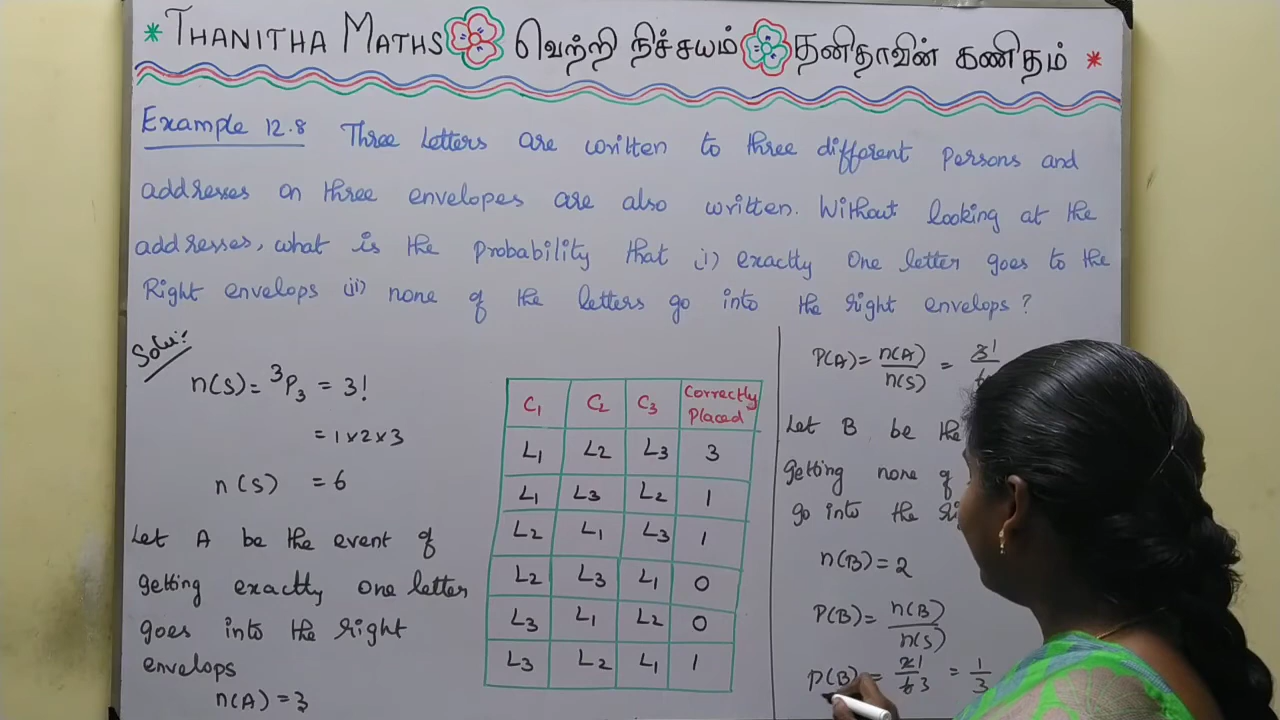 * THANITHA MATHS வெற்றி நிச்சயம் தனிதாவின் கணிதம் *
Example 12.8 Three Letters are written to three different Persons and
addresses on three envelopes are also written. Without looking at the
addresses, what is the Probability that (i) exactly one letter goes to the
Right envelops (ii) none of the letters go into the right envelops?
Solu:
n(S) = ³P₃ = 3!
= 1 x 2 x 3
n(S) = 6
Let A be the event of
getting exactly one letter
goes into the right
envelops
n(A) = 3
C₁ C₂ C₃ Correctly Placed
L₁ L₂ L₃ 3
L₁ L₃ L₂ 1
L₂ L₁ L₃ 1
L₂ L₃ L₁ 0
L₃ L₁ L₂ 0
L₃ L₂ L₁ 1
P(A) = n(A)/n(S) =
Let B be the
getting none of
go into the
n(B) = 2
P(B) = n(B)/n(S)
P(B) = 2 1/6 3 = 1/3